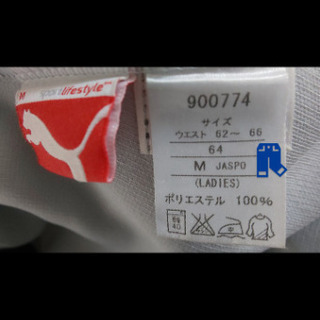 M
lifestyle
900774
サイズ
ウエスト 62～ 66
64
M JASPO
(LADIES)
ポリエステル 100%
40